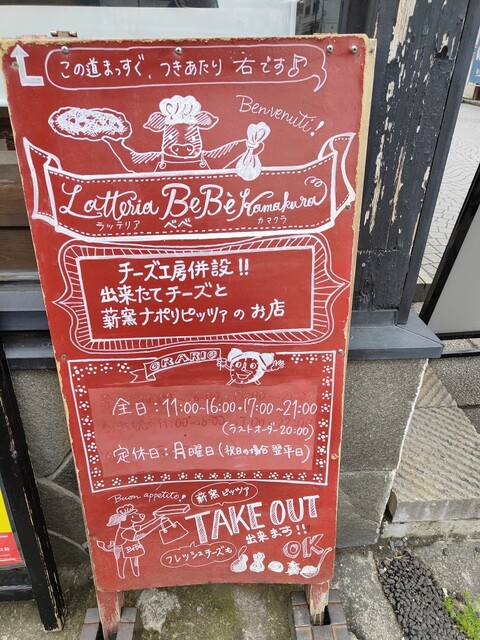 この道まっすぐ、つきあたり 右です♪
Benvenuti!
Latteria BeBè Kamakura
ラッテリア ベベ カマクラ
チーズ工房併設!!
出来たてチーズと
薪窯ナポリピッツァのお店
ORARIO
全日:11:00-16:00・17:00~21:00
(ラストオーダー20:00)
定休日:月曜日(祝日の場合 翌平日)
Buon appetito!
薪窯ピッツァ
TAKE OUT
出来ます!!
BeBè
フレッシュチーズも
OK